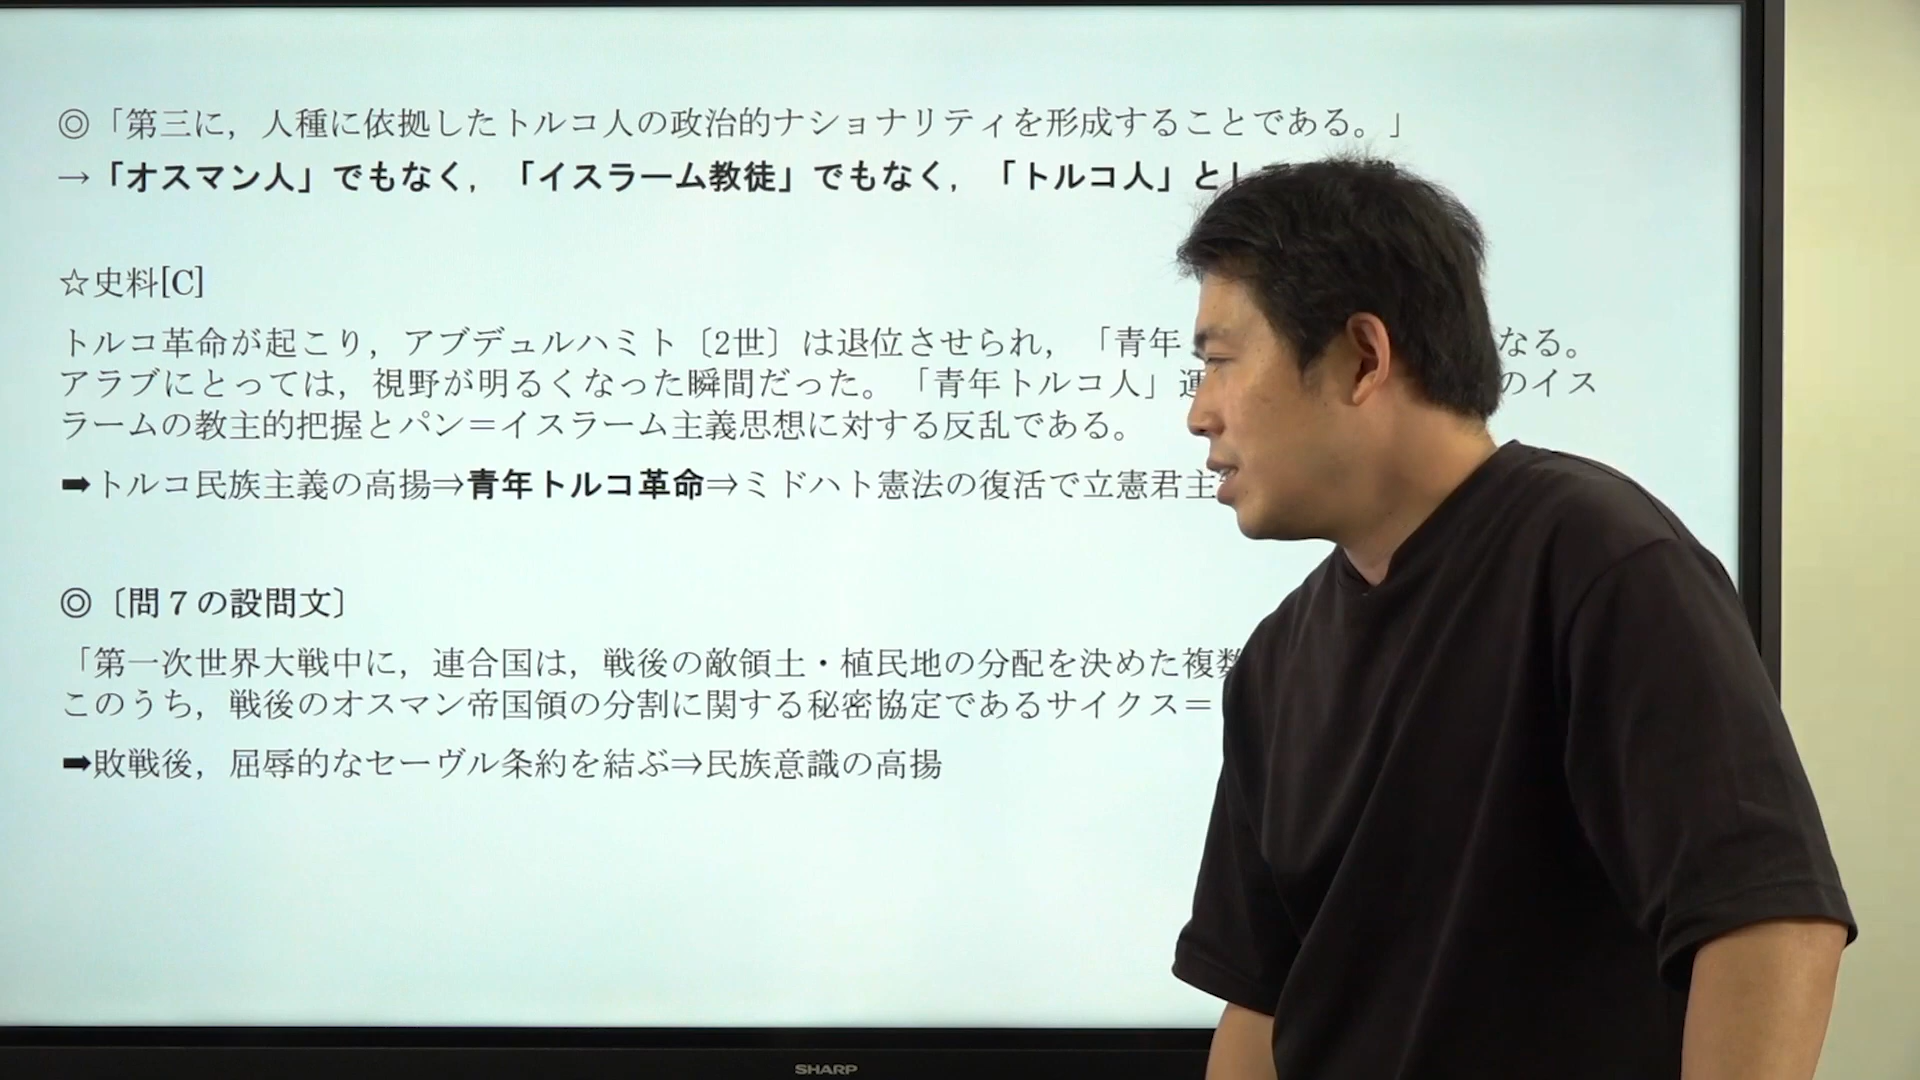 ◎「第三に，人種に依拠したトルコ人の政治的ナショナリティを形成することである。」
→「オスマン人」でもなく，「イスラーム教徒」でもなく，「トルコ人」とし
☆史料[C]
トルコ革命が起こり，アブデュルハミト〔2世〕は退位させられ，「青年 なる。
アラブにとっては，視野が明るくなった瞬間だった。「青年トルコ人」運 のイス
ラームの教主的把握とパン＝イスラーム主義思想に対する反乱である。
➡トルコ民族主義の高揚⇒青年トルコ革命⇒ミドハト憲法の復活で立憲君主
◎〔問７の設問文〕
「第一次世界大戦中に，連合国は，戦後の敵領土・植民地の分配を決めた複数
このうち，戦後のオスマン帝国領の分割に関する秘密協定であるサイクス＝
➡敗戦後，屈辱的なセーヴル条約を結ぶ⇒民族意識の高揚
SHARP